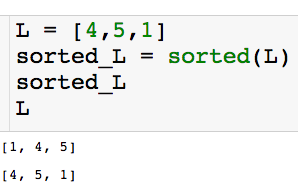 L = [4,5,1]
sorted_L = sorted(L)
sorted_L
L
[1, 4, 5]
[4, 5, 1]